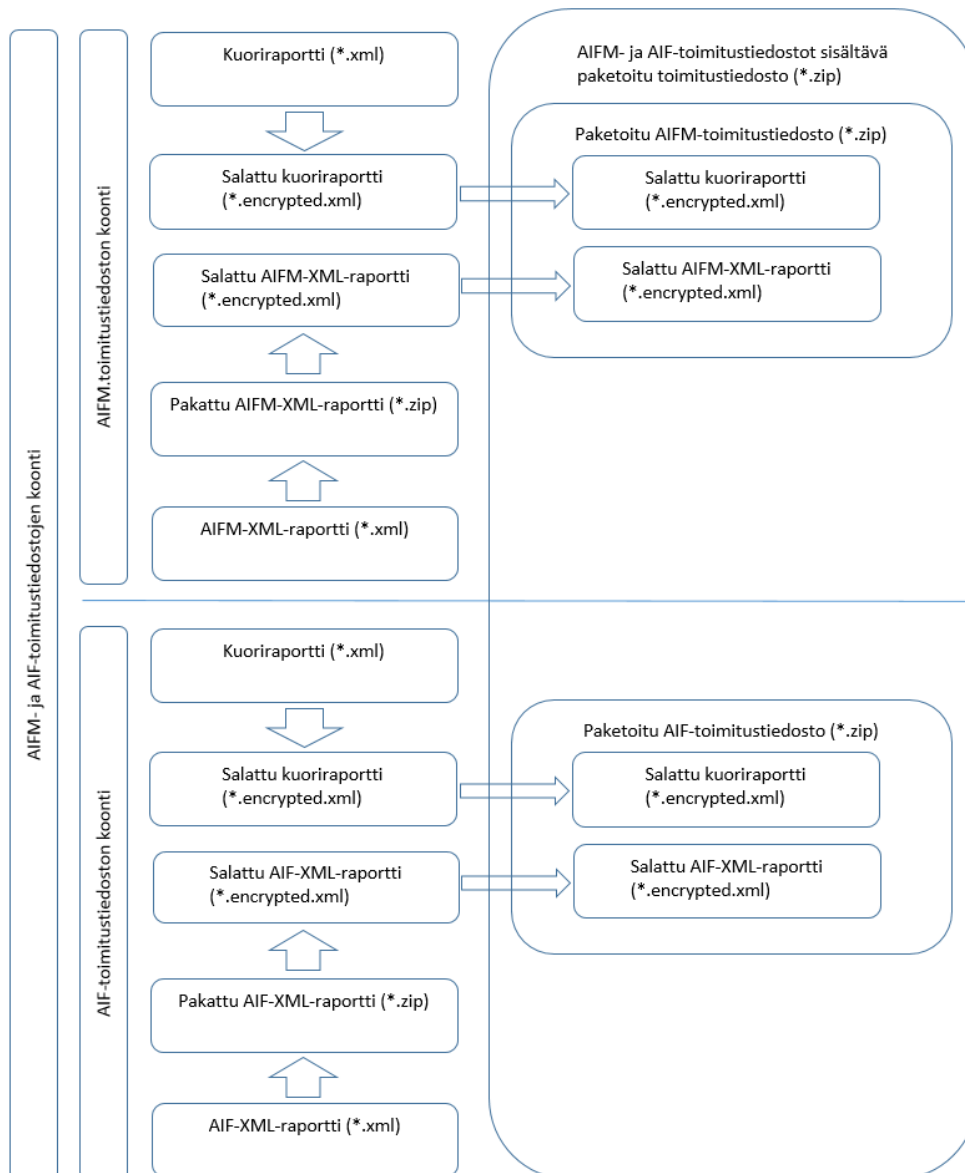 AIFM- ja AIF-toimitustiedostojen koonti
AIFM.toimitustiedoston koonti
Kuoriraportti (*.xml)
Salattu kuoriraportti
(*.encrypted.xml)
Salattu AIFM-XML-raportti
(*.encrypted.xml)
Pakattu AIFM-XML-raportti (*.zip)
AIFM-XML-raportti (*.xml)
AIFM- ja AIF-toimitustiedostot sisältävä
paketoitu toimitustiedosto (*.zip)
Paketoitu AIFM-toimitustiedosto (*.zip)
Salattu kuoriraportti
(*.encrypted.xml)
Salattu AIFM-XML-raportti
(*.encrypted.xml)
AIF-toimitustiedoston koonti
Kuoriraportti (*.xml)
Salattu kuoriraportti
(*.encrypted.xml)
Salattu AIF-XML-raportti
(*.encrypted.xml)
Pakattu AIF-XML-raportti (*.zip)
AIF-XML-raportti (*.xml)
Paketoitu AIF-toimitustiedosto (*.zip)
Salattu kuoriraportti
(*.encrypted.xml)
Salattu AIF-XML-raportti
(*.encrypted.xml)